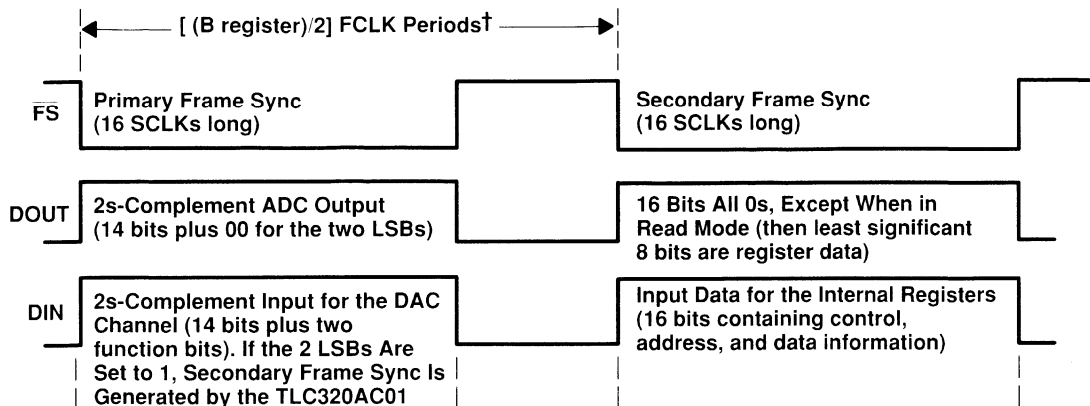 [ (B register)/2] FCLK Periods†
FS
Primary Frame Sync
(16 SCLKs long)
Secondary Frame Sync
(16 SCLKs long)
DOUT
2s-Complement ADC Output
(14 bits plus 00 for the two LSBs)
16 Bits All 0s, Except When in
Read Mode (then least significant
8 bits are register data)
DIN
2s-Complement Input for the DAC
Channel (14 bits plus two
function bits). If the 2 LSBs Are
Set to 1, Secondary Frame Sync Is
Generated by the TLC320AC01
Input Data for the Internal Registers
(16 bits containing control,
address, and data information)